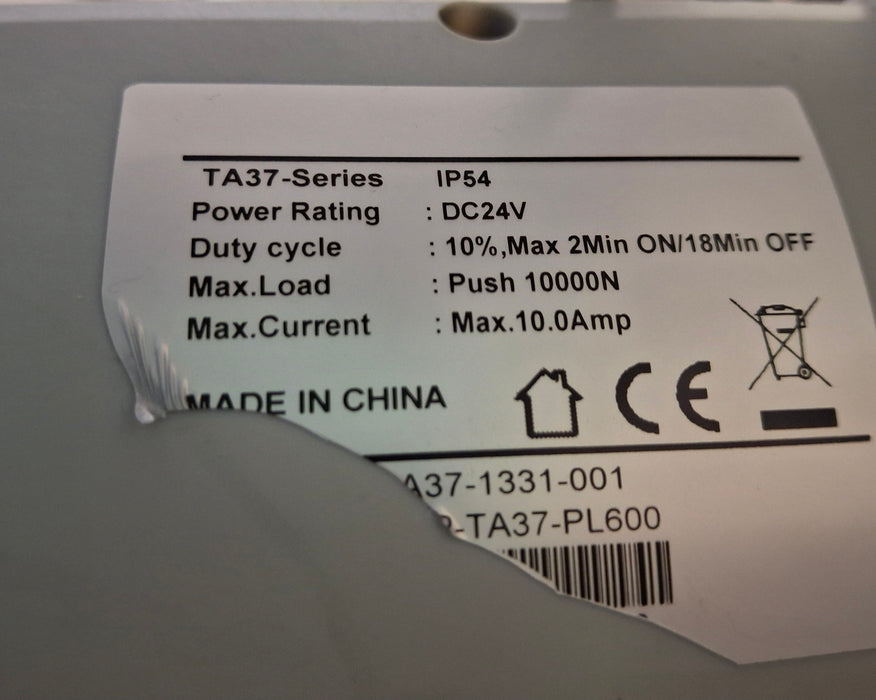 TA37-Series IP54
Power Rating : DC24V
Duty cycle : 10%,Max 2Min ON/18Min OFF
Max.Load : Push 10000N
Max.Current : Max.10.0Amp
MADE IN CHINA CE
A37-1331-001
-TA37-PL600